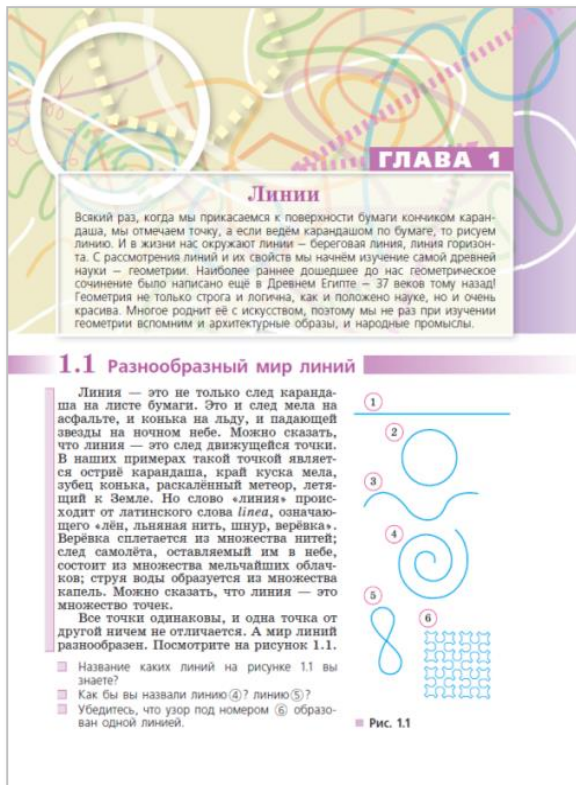 ГЛАВА 1
Линии
Всякий раз, когда мы прикасаемся к поверхности бумаги кончиком каран-
даша, мы отмечаем точку, а если ведём карандашом по бумаге, то рисуем
линию. И в жизни нас окружают линии – береговая линия, линия горизон-
та. С рассмотрения линий и их свойств мы начнём изучение самой древней
науки – геометрии. Наиболее раннее дошедшее до нас геометрическое
сочинение было написано ещё в Древнем Египте – 37 веков тому назад!
Геометрия не только строга и логична, как и положено науке, но и очень
красива. Многое роднит её с искусством, поэтому мы не раз при изучении
геометрии вспомним и архитектурные образы, и народные промыслы.
1.1 Разнообразный мир линий
Линия — это не только след каранда-
ша на листе бумаги. Это и след мела на
асфальте, и конька на льду, и падающей
звезды на ночном небе. Можно сказать,
что линия — это след движущейся точки.
В наших примерах такой точкой являет-
ся остриё карандаша, край куска мела,
зубец конька, раскалённый метеор, летя-
щий к Земле. Но слово «линия» проис-
ходит от латинского слова linea, означаю-
щего «лён, льняная нить, шнур, верёвка».
Верёвка сплетается из множества нитей;
след самолёта, оставляемый им в небе,
состоит из множества мельчайших облач-
ков; струя воды образуется из множества
капель. Можно сказать, что линия — это
множество точек.
Все точки одинаковы, и одна точка от
другой ничем не отличается. А мир линий
разнообразен. Посмотрите на рисунок 1.1.
Название каких линий на рисунке 1.1 вы
знаете?
Как бы вы назвали линию ④? линию ⑤?
Убедитесь, что узор под номером ⑥ образо-
ван одной линией.
1
2
3
4
5
6
Рис. 1.1